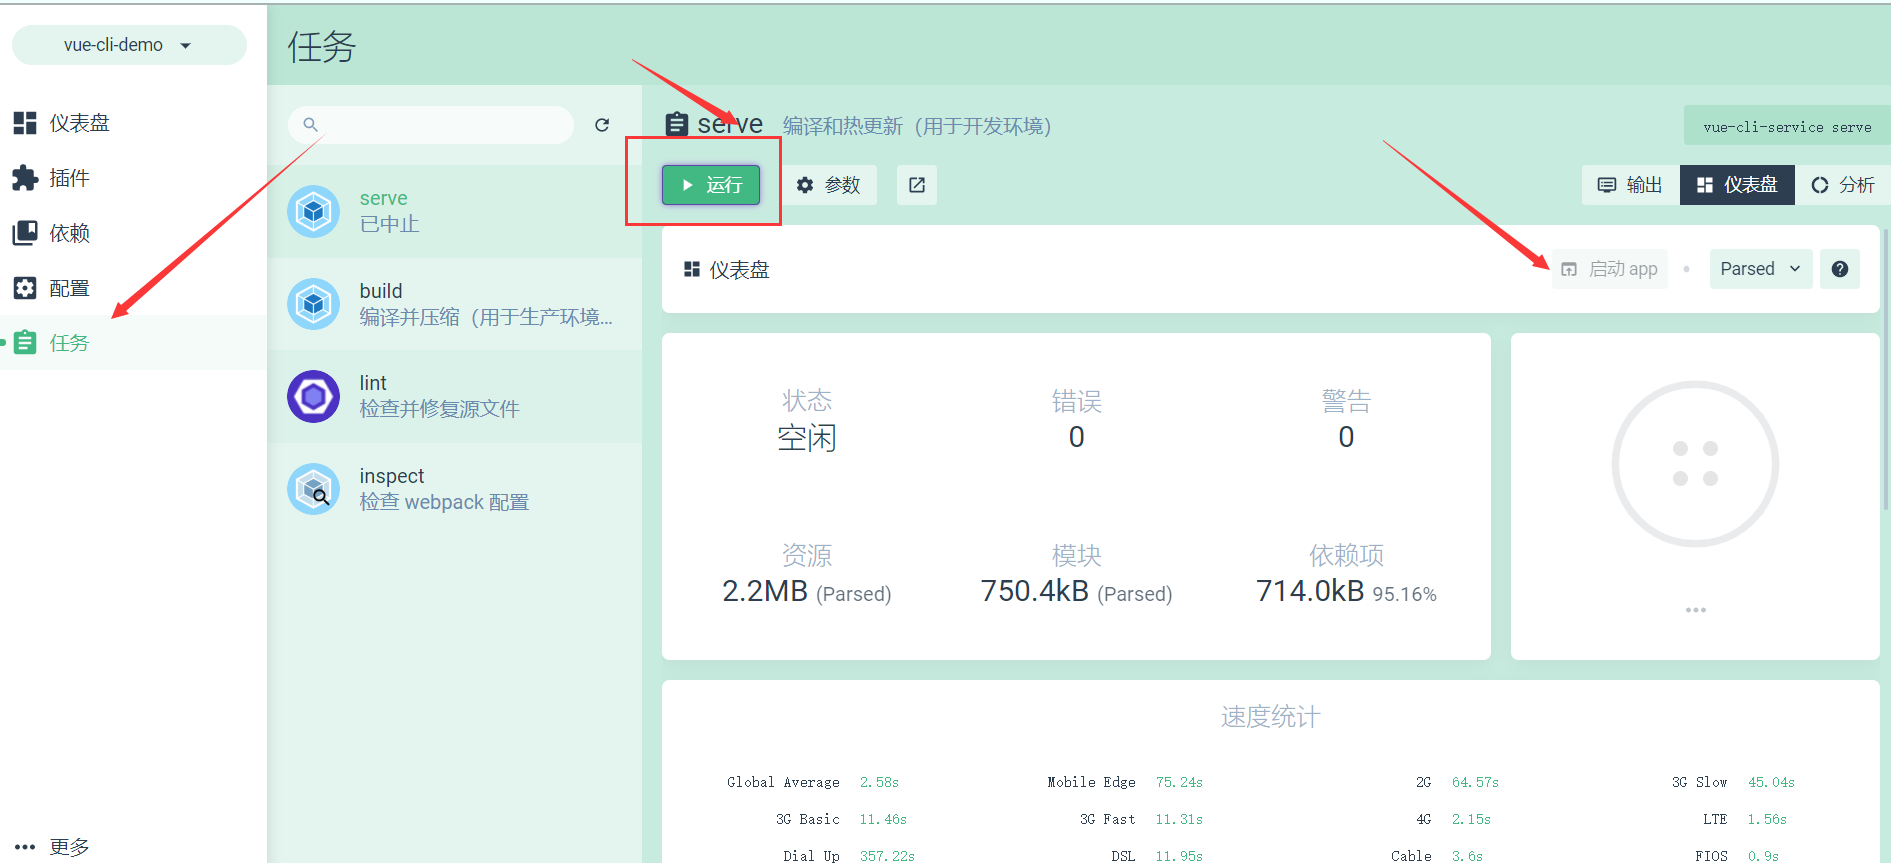 vue-cli-demo
仪表盘
插件
依赖
配置
任务
更多
任务
serve
已中止
build
编译并压缩（用于生产环境...
lint
检查并修复源文件
inspect
检查 webpack 配置
serve 编译和热更新（用于开发环境）
vue-cli-service serve
运行 参数 输出 仪表盘 分析
仪表盘 启动 app Parsed
状态 错误 警告
空闲 0 0
资源 模块 依赖项
2.2MB (Parsed) 750.4kB (Parsed) 714.0kB 95.16%
速度统计
Global Average 2.58s Mobile Edge 75.24s 2G 64.57s 3G Slow 45.04s
3G Basic 11.46s 3G Fast 11.31s 4G 2.15s LTE 1.56s
Dial Up 357.22s DSL 11.95s Cable 3.6s FIOS 0.9s